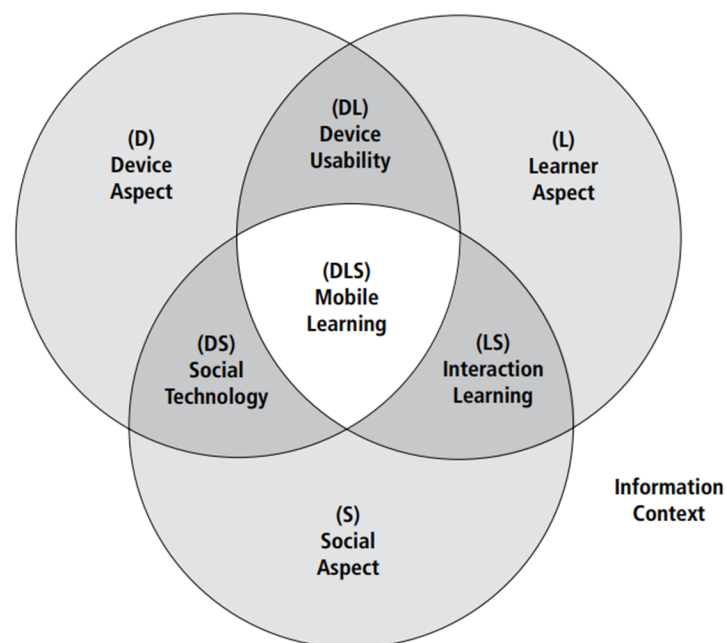 (DL)
Device
Usability
(D)
Device
Aspect
(L)
Learner
Aspect
(DLS)
Mobile
Learning
(DS)
Social
Technology
(LS)
Interaction
Learning
Information
Context
(S)
Social
Aspect